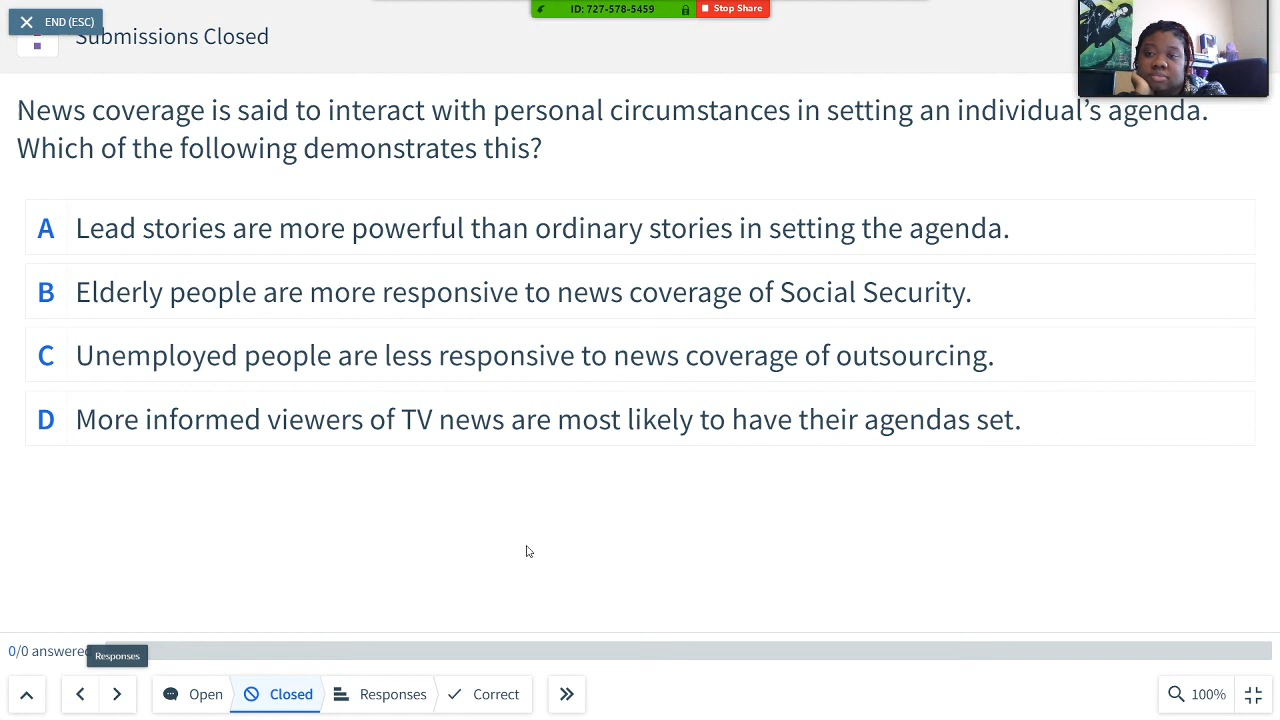 END (ESC)
Submissions Closed
ID: 727-578-5459
Stop Share
News coverage is said to interact with personal circumstances in setting an individual’s agenda.
Which of the following demonstrates this?
A Lead stories are more powerful than ordinary stories in setting the agenda.
B Elderly people are more responsive to news coverage of Social Security.
C Unemployed people are less responsive to news coverage of outsourcing.
D More informed viewers of TV news are most likely to have their agendas set.
0/0 answered
Responses
Open Closed Responses Correct
100%